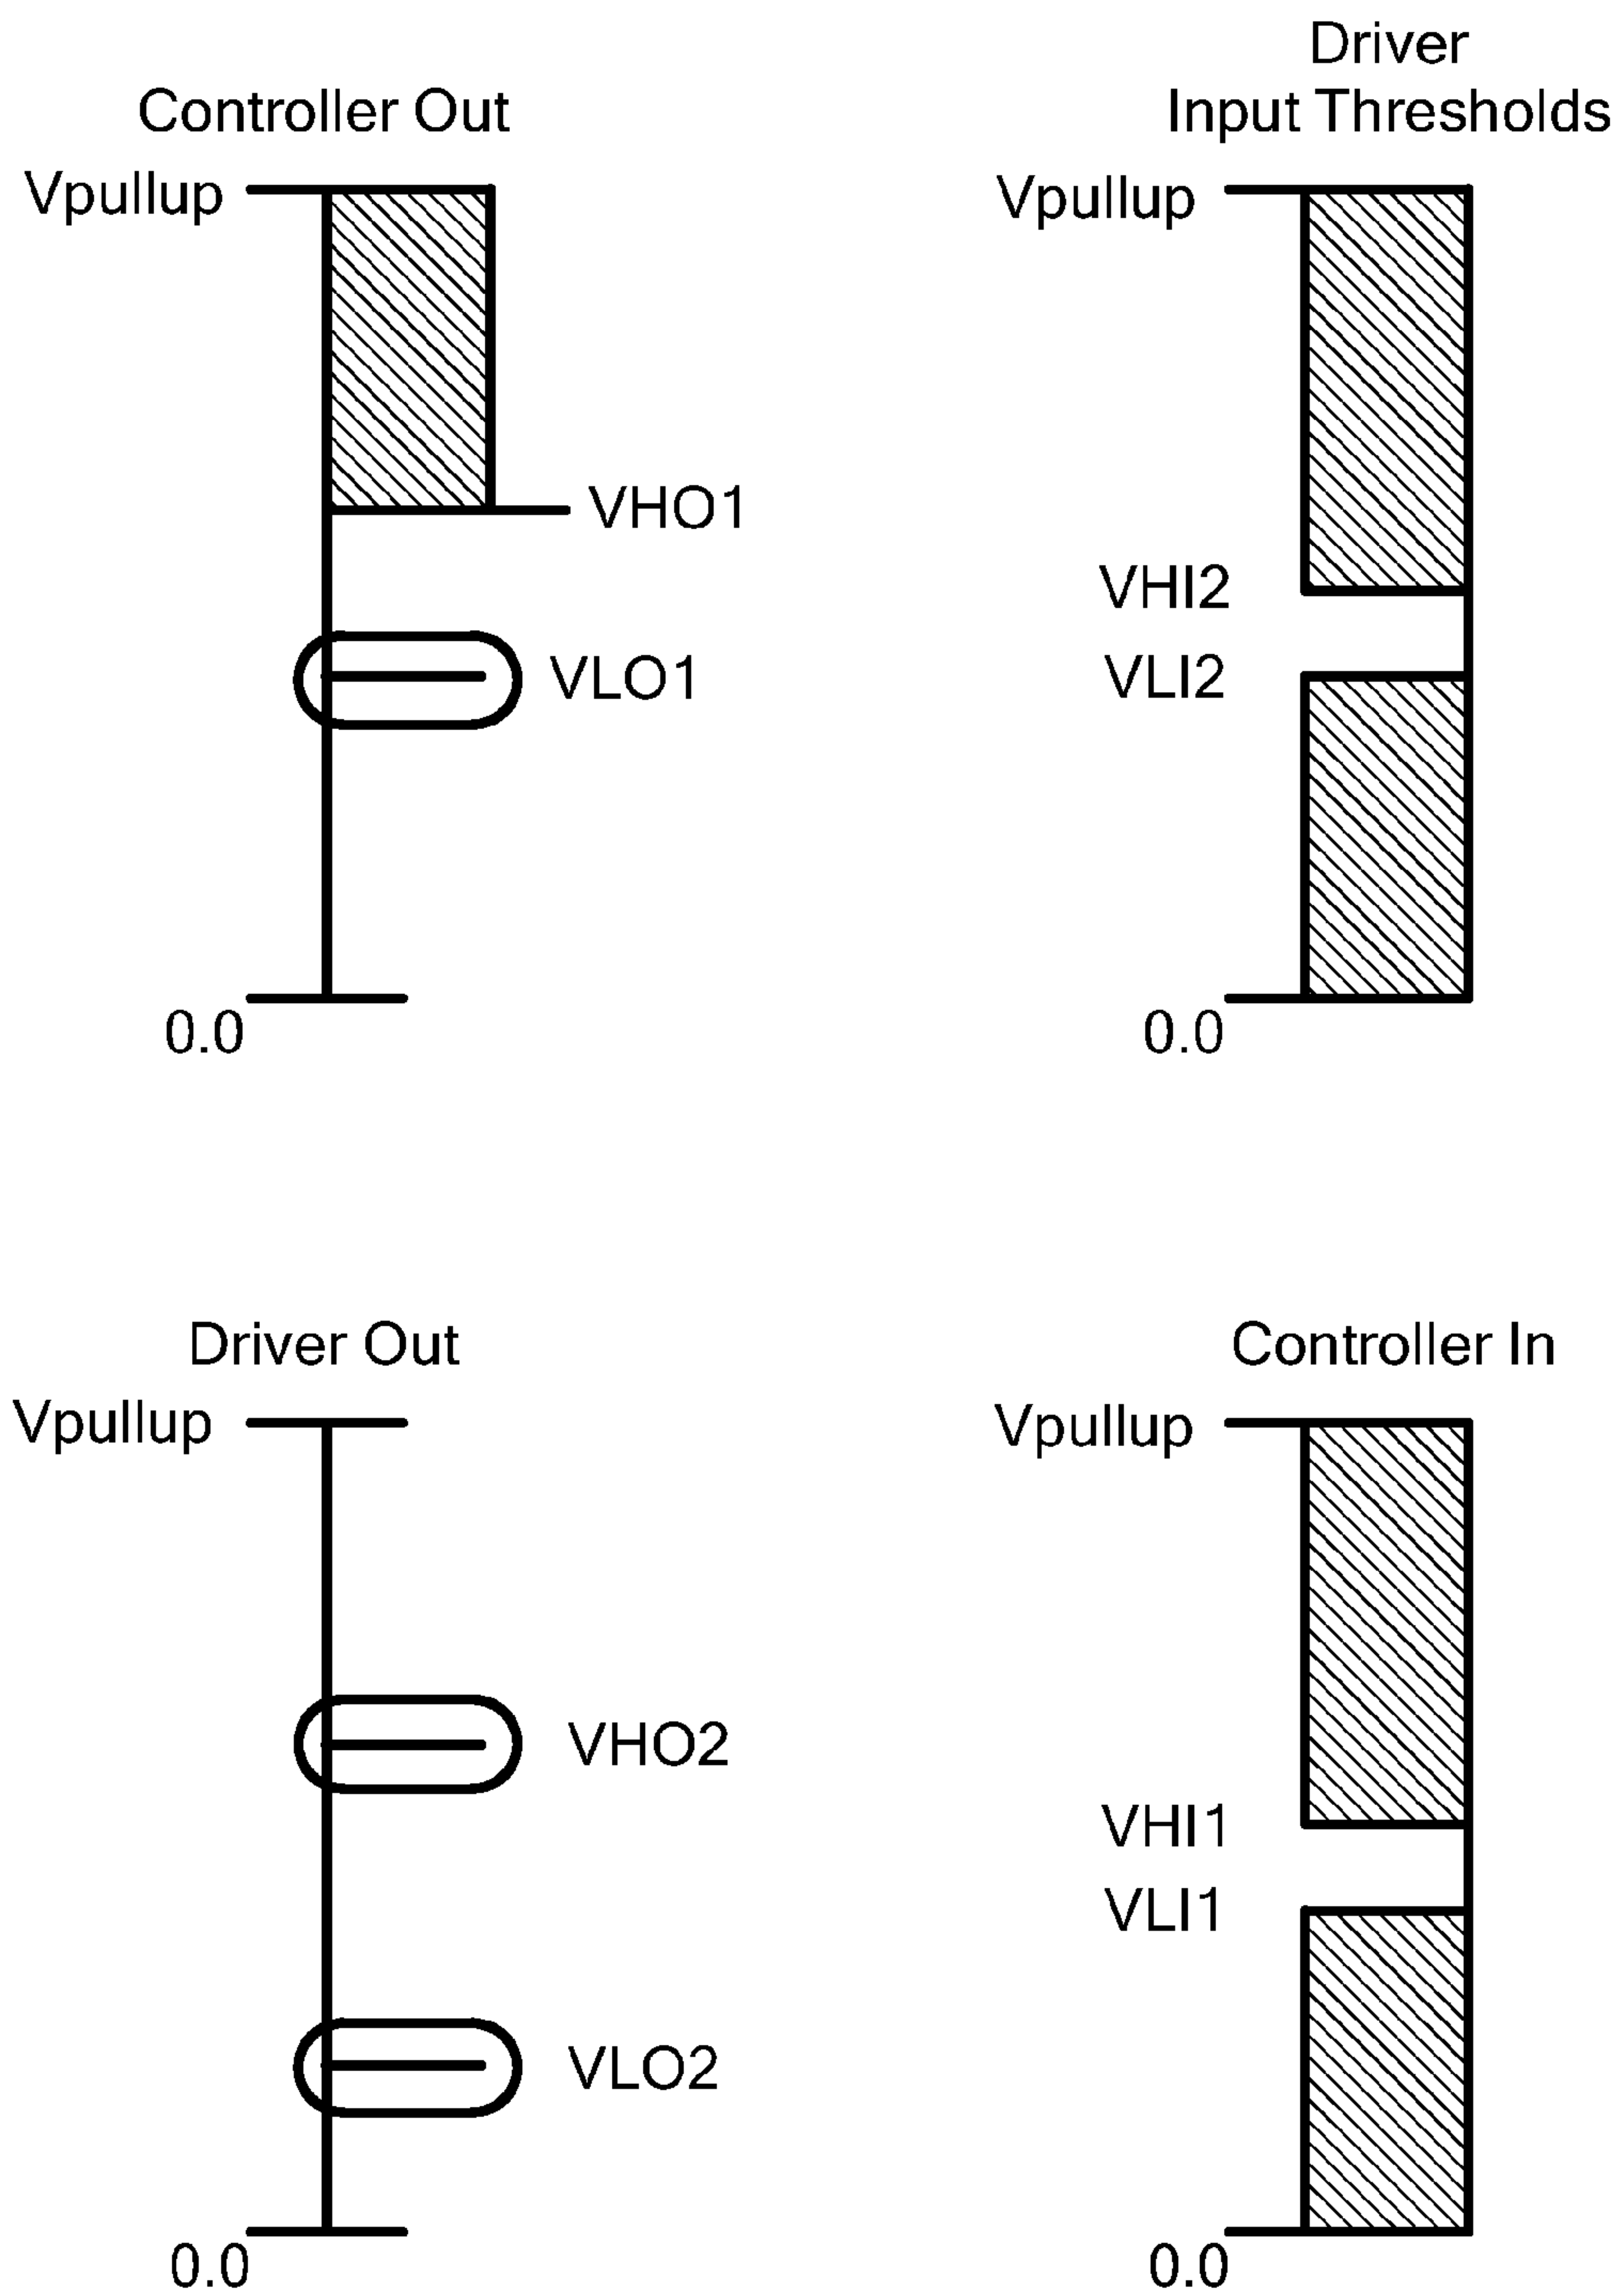 Controller Out
Vpullup
VHO1
VLO1
0.0
Driver
Input Thresholds
Vpullup
VHI2
VLI2
0.0
Driver Out
Vpullup
VHO2
VLO2
0.0
Controller In
Vpullup
VHI1
VLI1
0.0